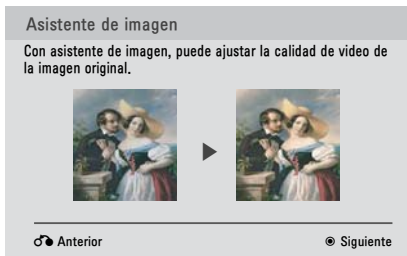 Asistente de imagen
Con asistente de imagen, puede ajustar la calidad de video de
la imagen original.
Anterior
Siguiente